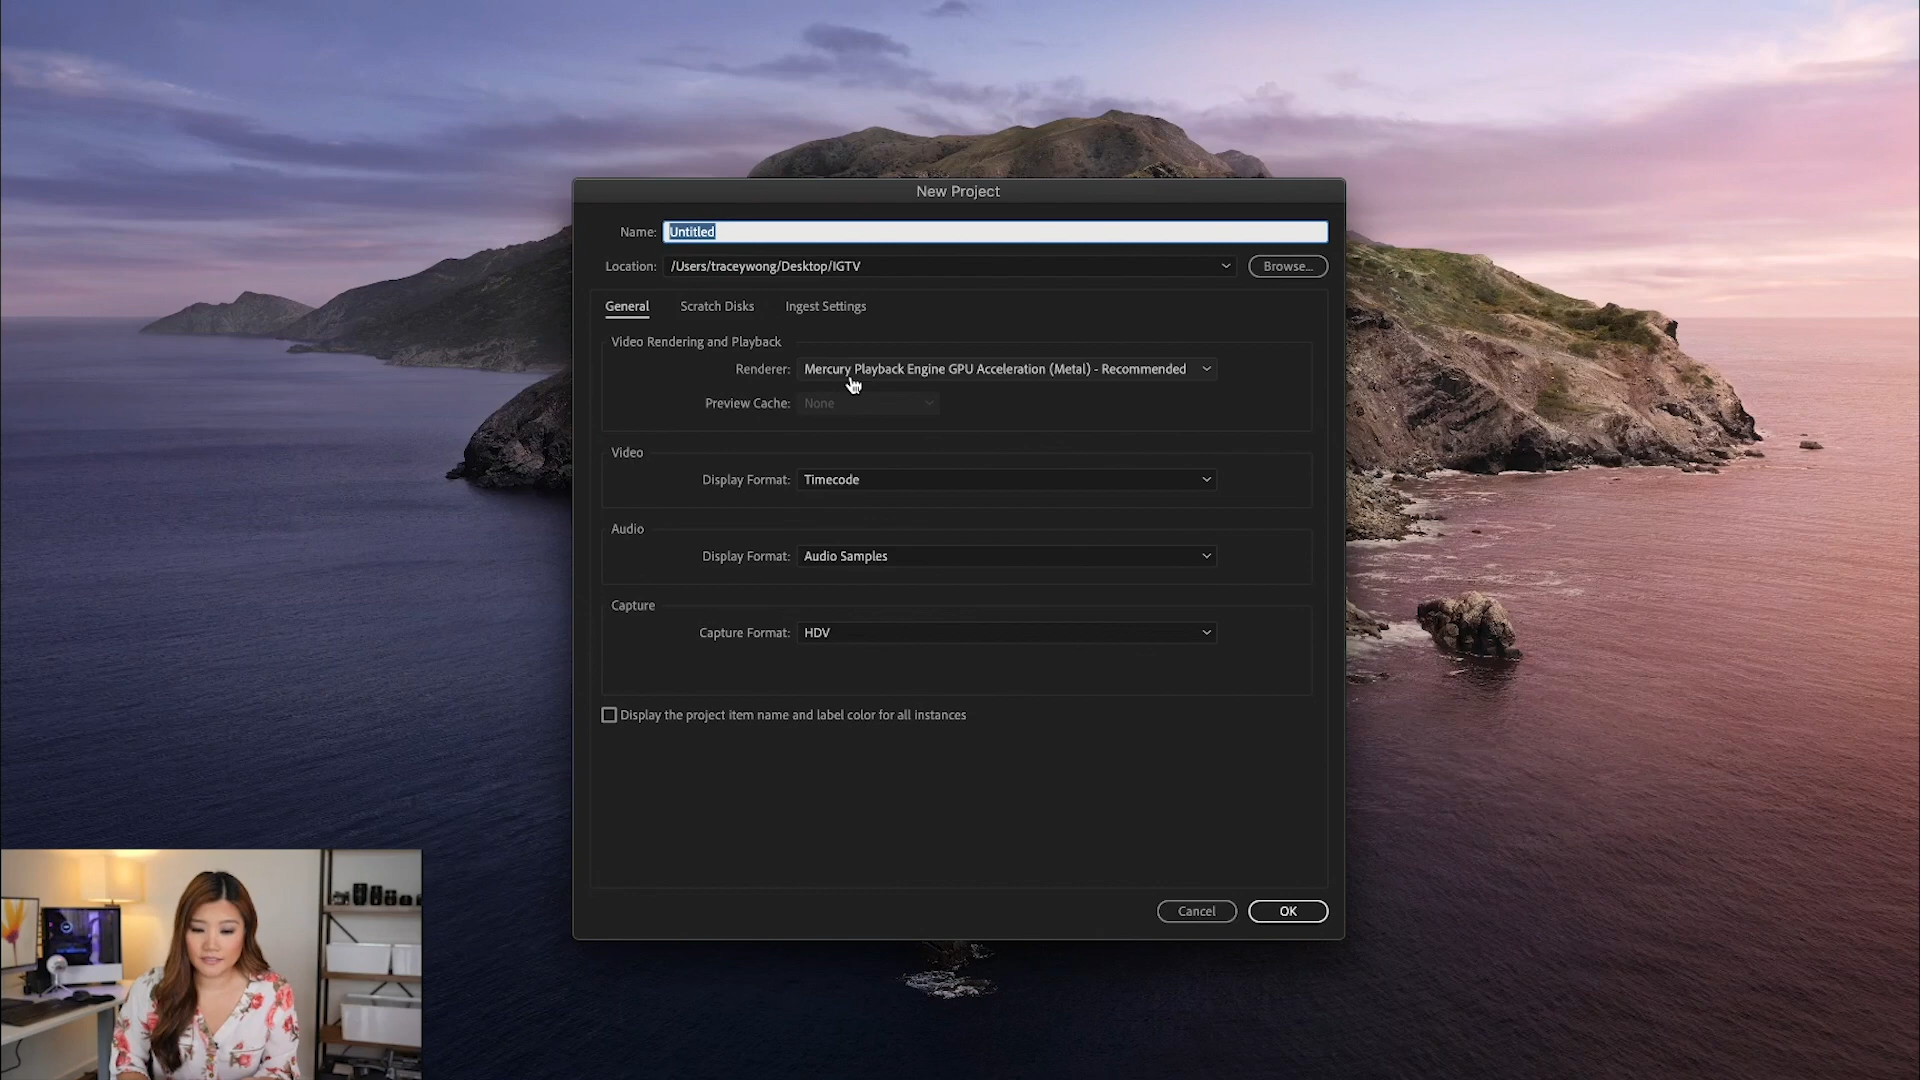 New Project
Name: Untitled
Location: /Users/traceywong/Desktop/IGTV Browse...
General Scratch Disks Ingest Settings
Video Rendering and Playback
Renderer: Mercury Playback Engine GPU Acceleration (Metal) - Recommended
Preview Cache: None
Video
Display Format: Timecode
Audio
Display Format: Audio Samples
Capture
Capture Format: HDV
Display the project item name and label color for all instances
Cancel OK